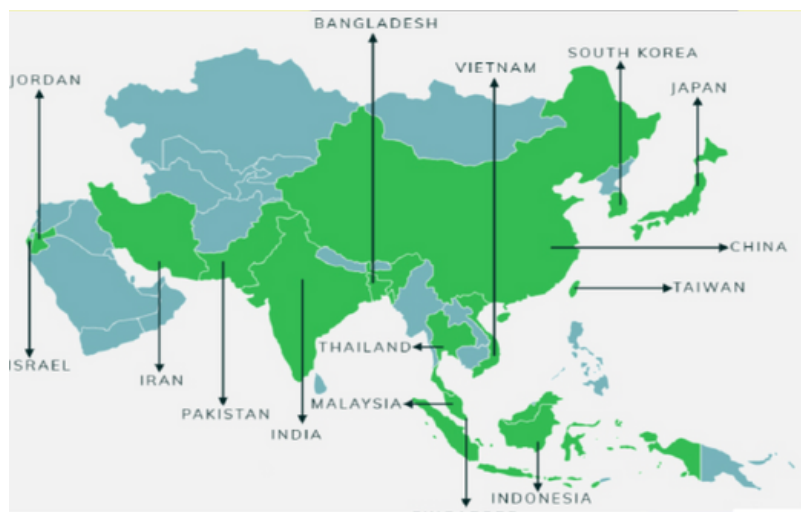 BANGLADESH
SOUTH KOREA
VIETNAM
JORDAN
JAPAN
CHINA
TAIWAN
THAILAND
ISRAEL
IRAN
MALAYSIA
PAKISTAN
INDIA
INDONESIA